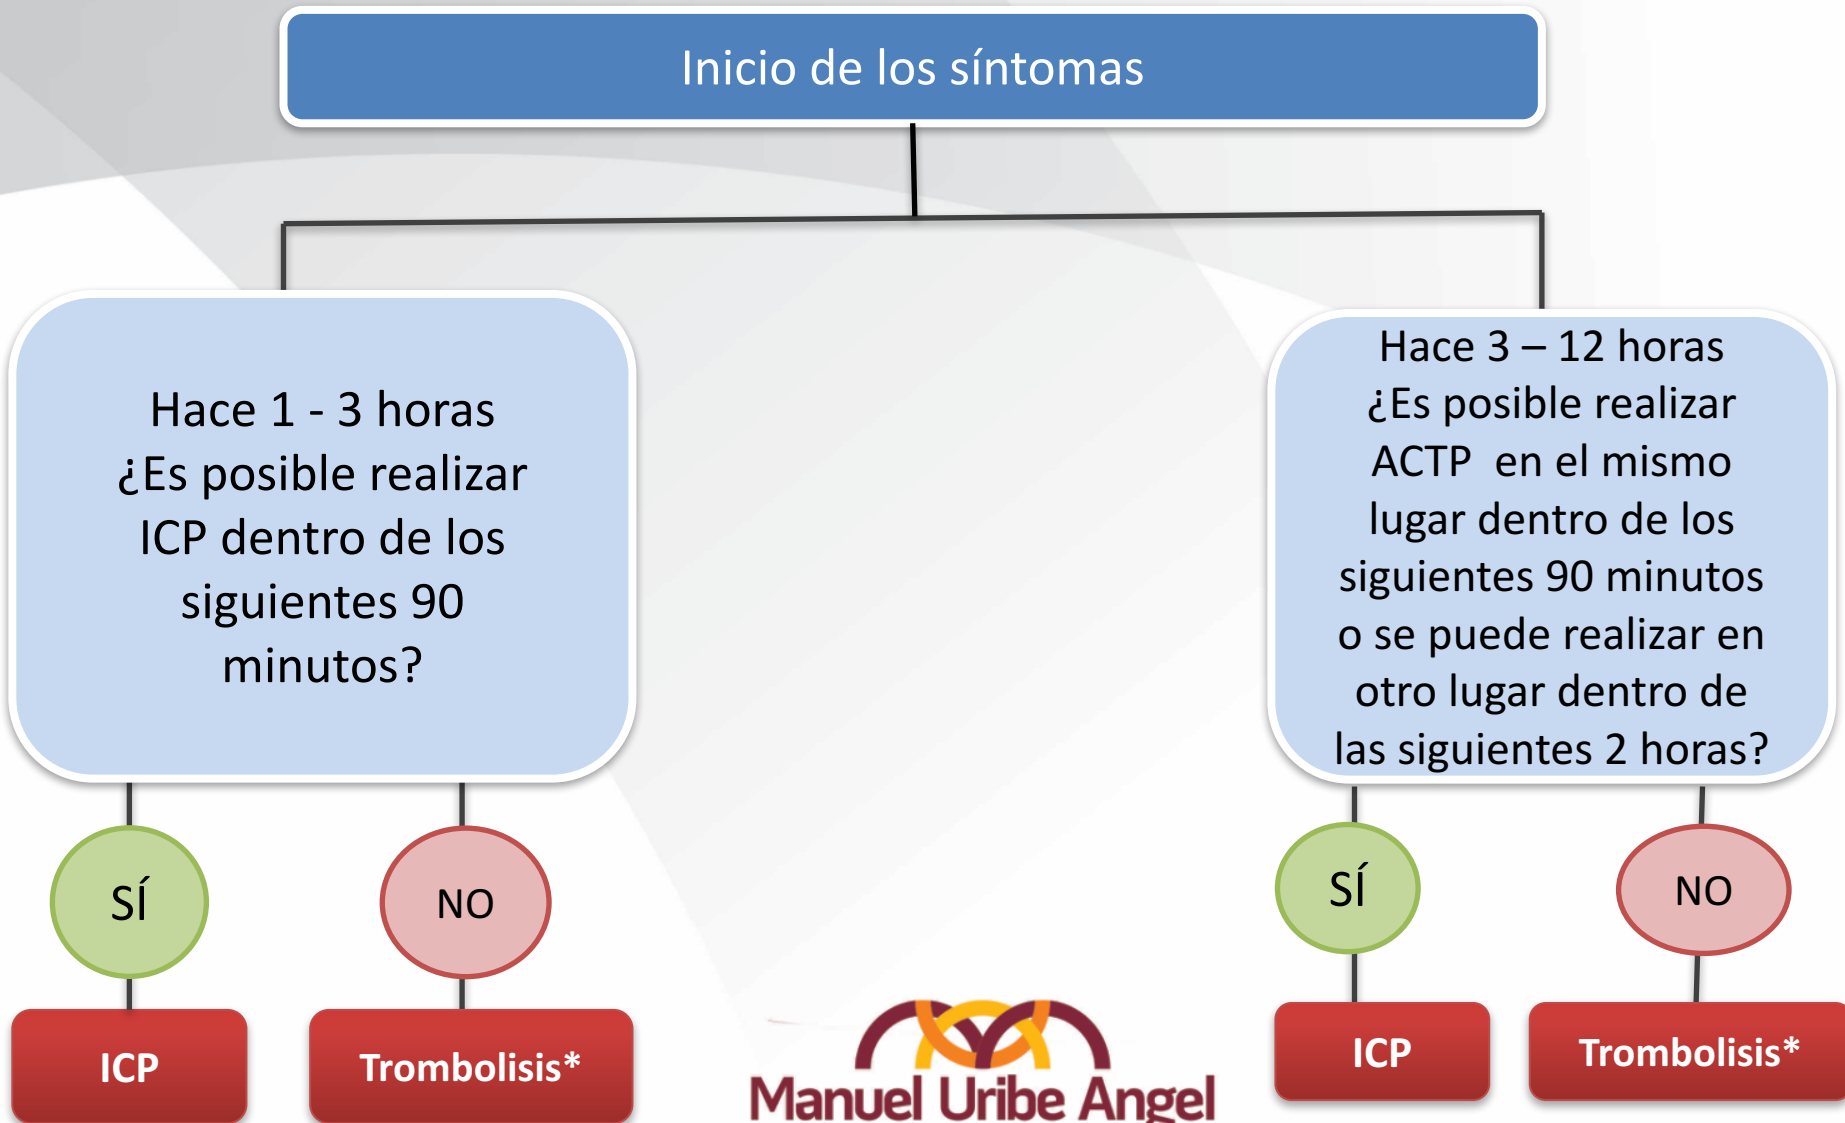 Inicio de los síntomas
Hace 1 - 3 horas
¿Es posible realizar
ICP dentro de los
siguientes 90
minutos?
Hace 3 – 12 horas
¿Es posible realizar
ACTP en el mismo
lugar dentro de los
siguientes 90 minutos
o se puede realizar en
otro lugar dentro de
las siguientes 2 horas?
SÍ
NO
SÍ
NO
ICP
Trombolisis*
ICP
Trombolisis*
Manuel Uribe Angel